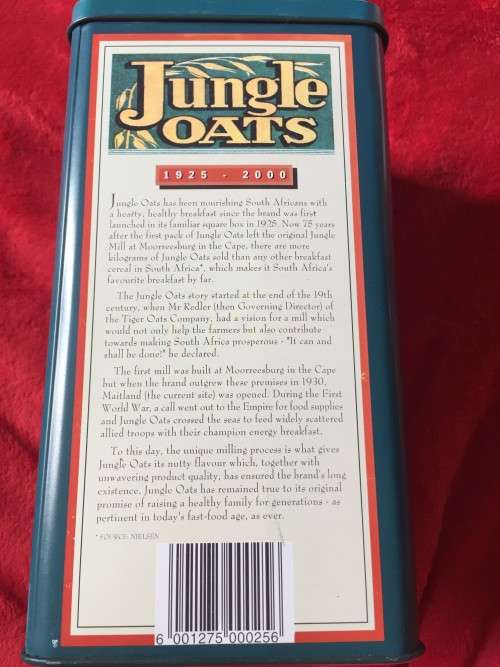 Jungle
OATS
1925 - 2000
Jungle Oats has been nourishing South Africans with
a hearty, healthy breakfast since the brand was first
launched in its familiar square box in 1925. Now 75 years
after the first pack of Jungle Oats left the original Jungle
Mill at Moorreesburg in the Cape, there are more
kilograms of Jungle Oats sold than any other breakfast
cereal in South Africa*, which makes it South Africa's
favourite breakfast by far.
The Jungle Oats story started at the end of the 19th
century, when Mr Redler (then Governing Director) of
the Tiger Oats Company, had a vision for a mill which
would not only help the farmers but also contribute
towards making South Africa prosperous - "It can and
shall be done!" he declared.
The first mill was built at Moorreesburg in the Cape
but when the brand outgrew these premises in 1930,
Maitland (the current site) was opened. During the First
World War, a call went out to the Empire for food supplies
and Jungle Oats crossed the seas to feed widely scattered
allied troops with their champion energy breakfast.
To this day, the unique milling process is what gives
Jungle Oats its nutty flavour which, together with
unwavering product quality, has ensured the brand's long
existence. Jungle Oats has remained true to its original
promise of raising a healthy family for generations - as
pertinent in today's fast-food age, as ever.
* SOURCE: NIELSEN
6 001275 000256